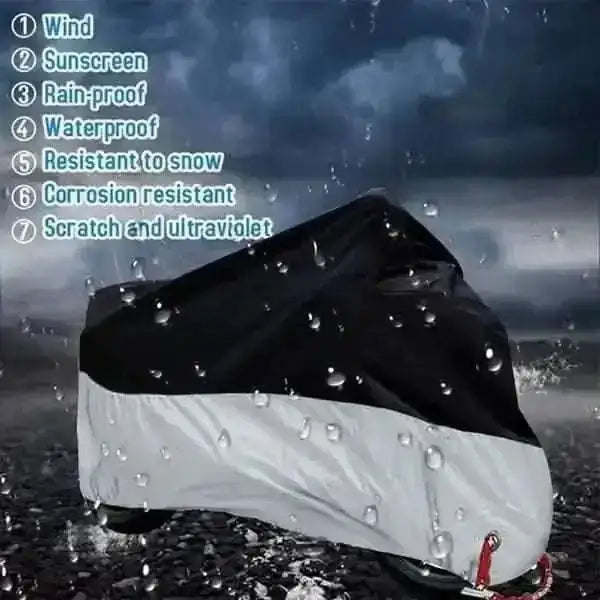 ① Wind
② Sunscreen
③ Rain-proof
④ Waterproof
⑤ Resistant to snow
⑥ Corrosion resistant
⑦ Scratch and ultraviolet